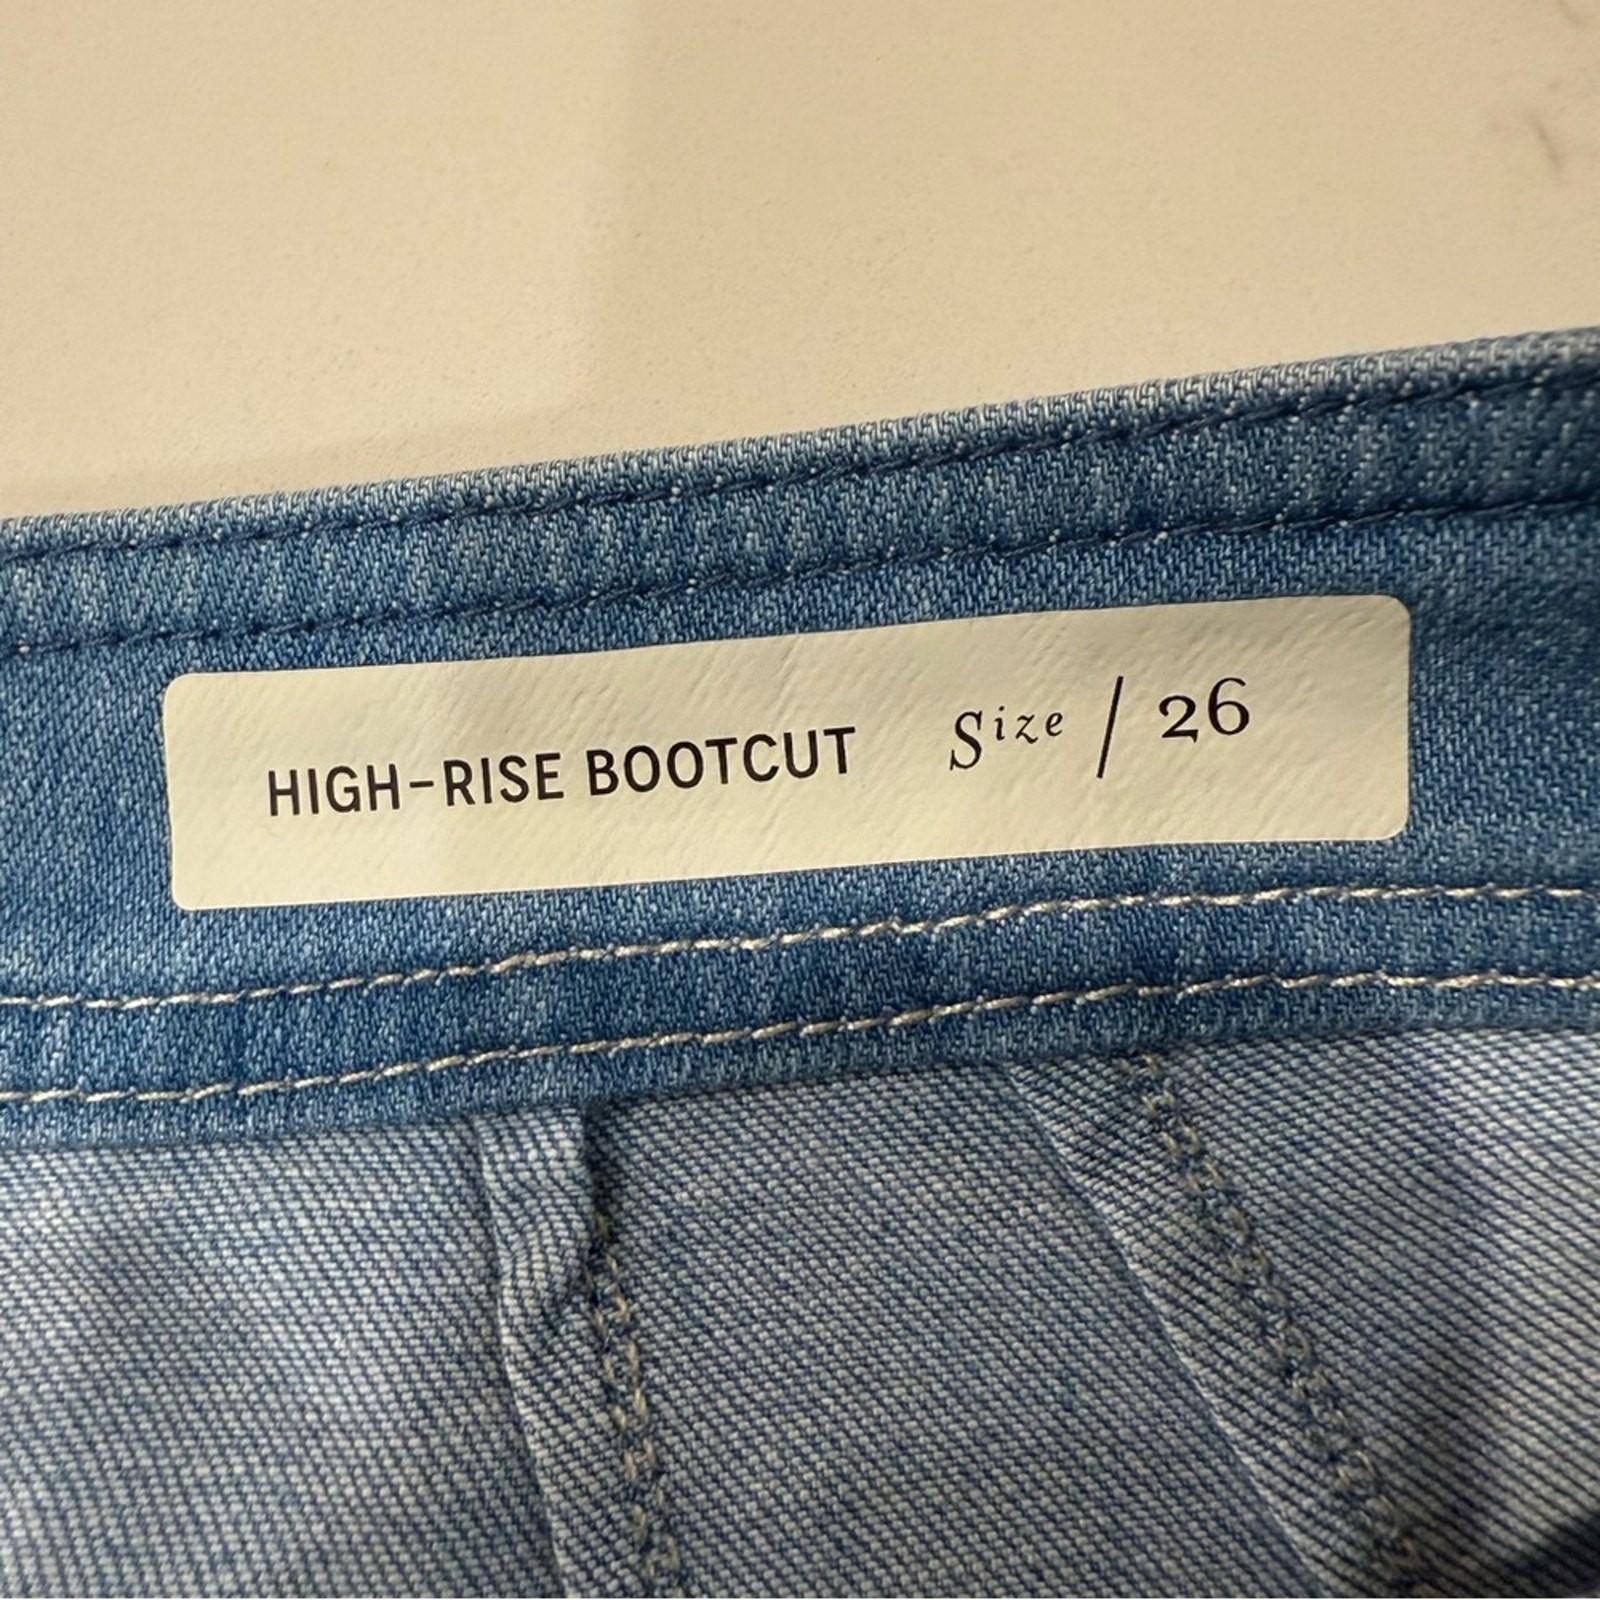 HIGH-RISE BOOTCUT Size / 26